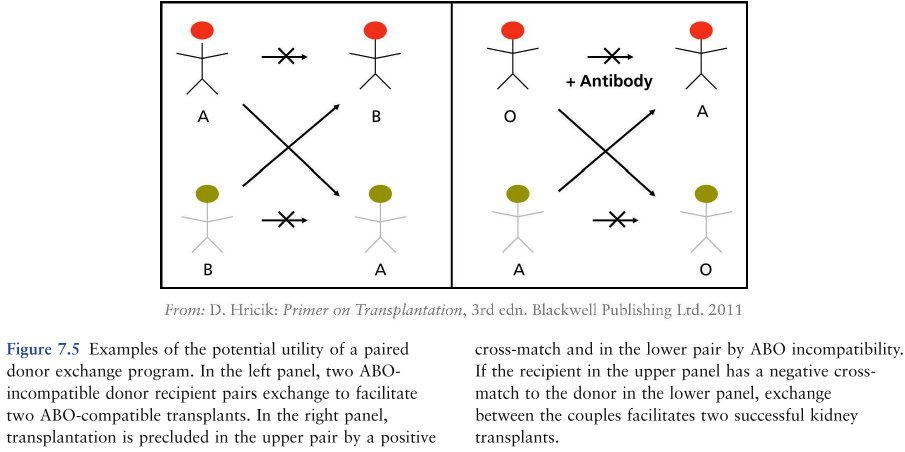 A
B
B
A
O
+ Antibody
A
A
O
From: D. Hricik: Primer on Transplantation, 3rd edn. Blackwell Publishing Ltd. 2011
Figure 7.5 Examples of the potential utility of a paired
donor exchange program. In the left panel, two ABO-
incompatible donor recipient pairs exchange to facilitate
two ABO-compatible transplants. In the right panel,
transplantation is precluded in the upper pair by a positive
cross-match and in the lower pair by ABO incompatibility.
If the recipient in the upper panel has a negative cross-
match to the donor in the lower panel, exchange
between the couples facilitates two successful kidney
transplants.